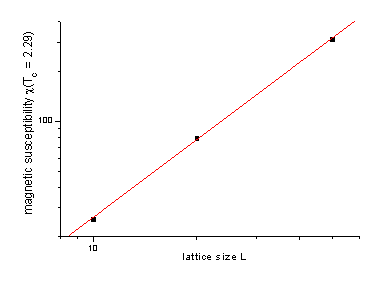 magnetic susceptibility χ(T_c = 2.29)
100
10
lattice size L